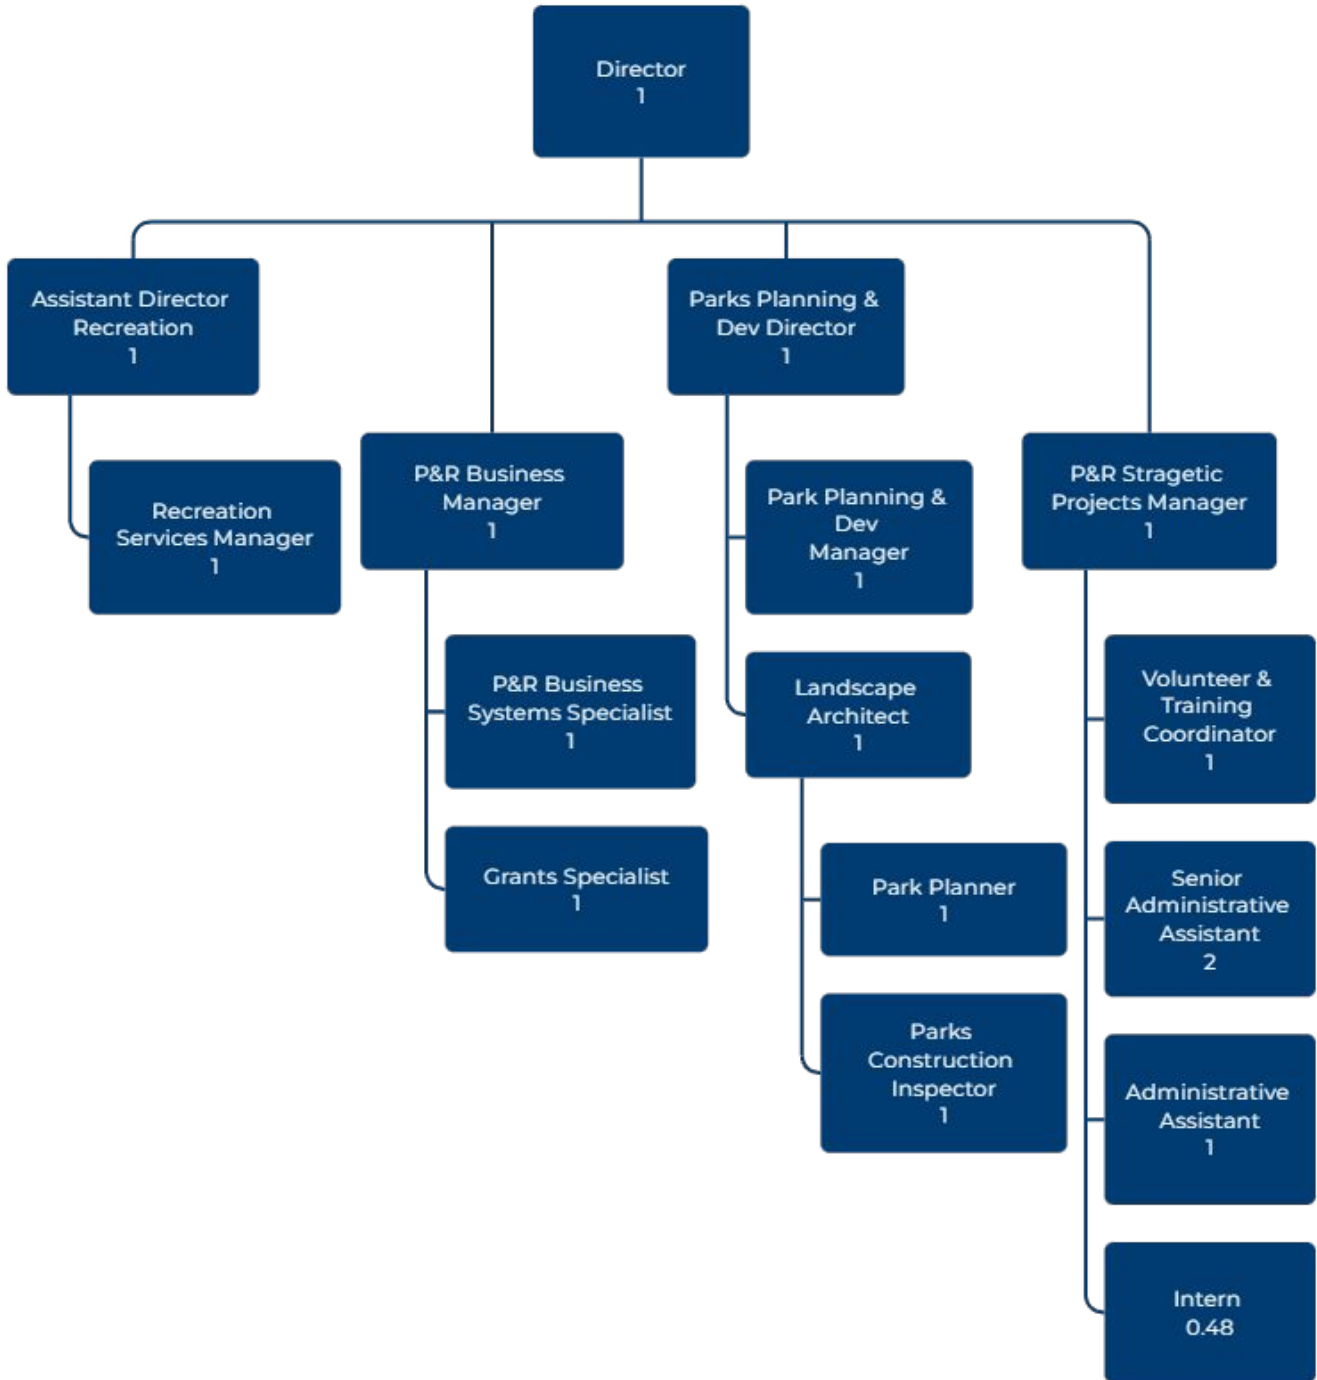 Director
1
Assistant Director
Recreation
1
Recreation
Services Manager
1
P&R Business
Manager
1
P&R Business
Systems Specialist
1
Grants Specialist
1
Parks Planning &
Dev Director
1
Park Planning &
Dev
Manager
1
Landscape
Architect
1
Park Planner
1
Parks
Construction
Inspector
1
P&R Stragetic
Projects Manager
1
Volunteer &
Training
Coordinator
1
Senior
Administrative
Assistant
2
Administrative
Assistant
1
Intern
0.48